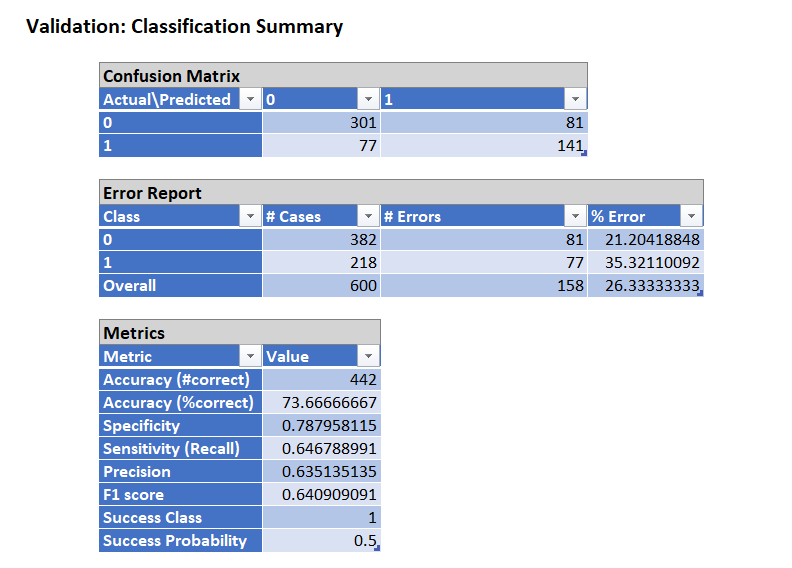 Validation: Classification Summary
Confusion Matrix
Actual\Predicted 0 1
0 301 81
1 77 141
Error Report
Class # Cases # Errors % Error
0 382 81 21.20418848
1 218 77 35.32110092
Overall 600 158 26.33333333
Metrics
Metric Value
Accuracy (#correct) 442
Accuracy (%correct) 73.66666667
Specificity 0.787958115
Sensitivity (Recall) 0.646788991
Precision 0.635135135
F1 score 0.640909091
Success Class 1
Success Probability 0.5